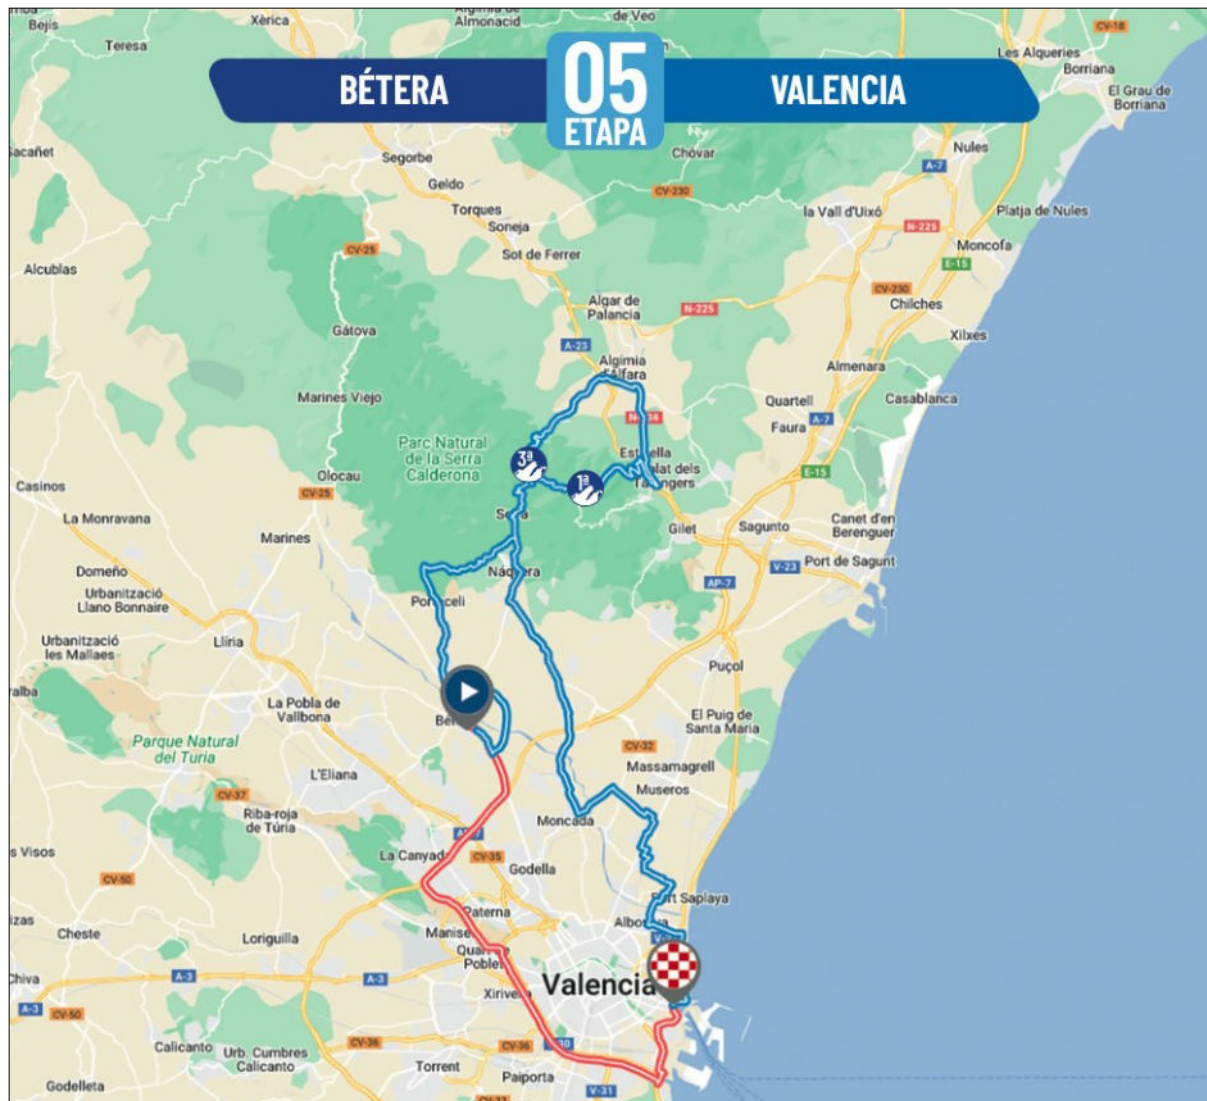 Bejís
Xèrica
Teresa
Algimia de
Almonacid
de Veo
CV-18
Les Alqueries
Borriana
El Grau de
Borriana
BÉTERA
05
ETAPA
VALENCIA
Segorbe
Geldo
Torques
Soneja
Sot de Ferrer
Chóvar
CV-230
A-7
Nules
la Vall d'Uixó
Platja de Nules
N-225
Moncofa
E-15
CV-25
Alcublas
CV-230
Chilches
Xilxes
Algar de
Palancia
N-225
Gátova
A-23
Algimia
d'Alfara
Almenara
Marines Viejo
Quartell
Casablanca
A-7
Faura
Parc Natural
de la Serra
Calderona
3ª
1ª
E-15
Olocau
CV-25
Casinos
La Monravana
Marines
Gilet
Sagunto
Canet d'en
Berenguer
V-23
Port de Sagunt
Domeño
Urbanització
Llano Bonnaire
AP-7
Urbanització
les Mallaes
Llíria
Puçol
La Pobla de
Vallbona
El Puig de
Santa Maria
Parque Natural
del Turia
CV-32
L'Eliana
Massamagrell
Museros
CV-37
Riba-roja
de Túria
Moncada
La Canyada
CV-35
Godella
CV-50
Paterna
Cheste
Loriguilla
A-3
A-3
A-3
CV-50
Valencia
Calicanto
Urb. Cumbres
Calicanto
CV-36
CV-36
Torrent
Paiporta
V-31
CV-33
Godelleta